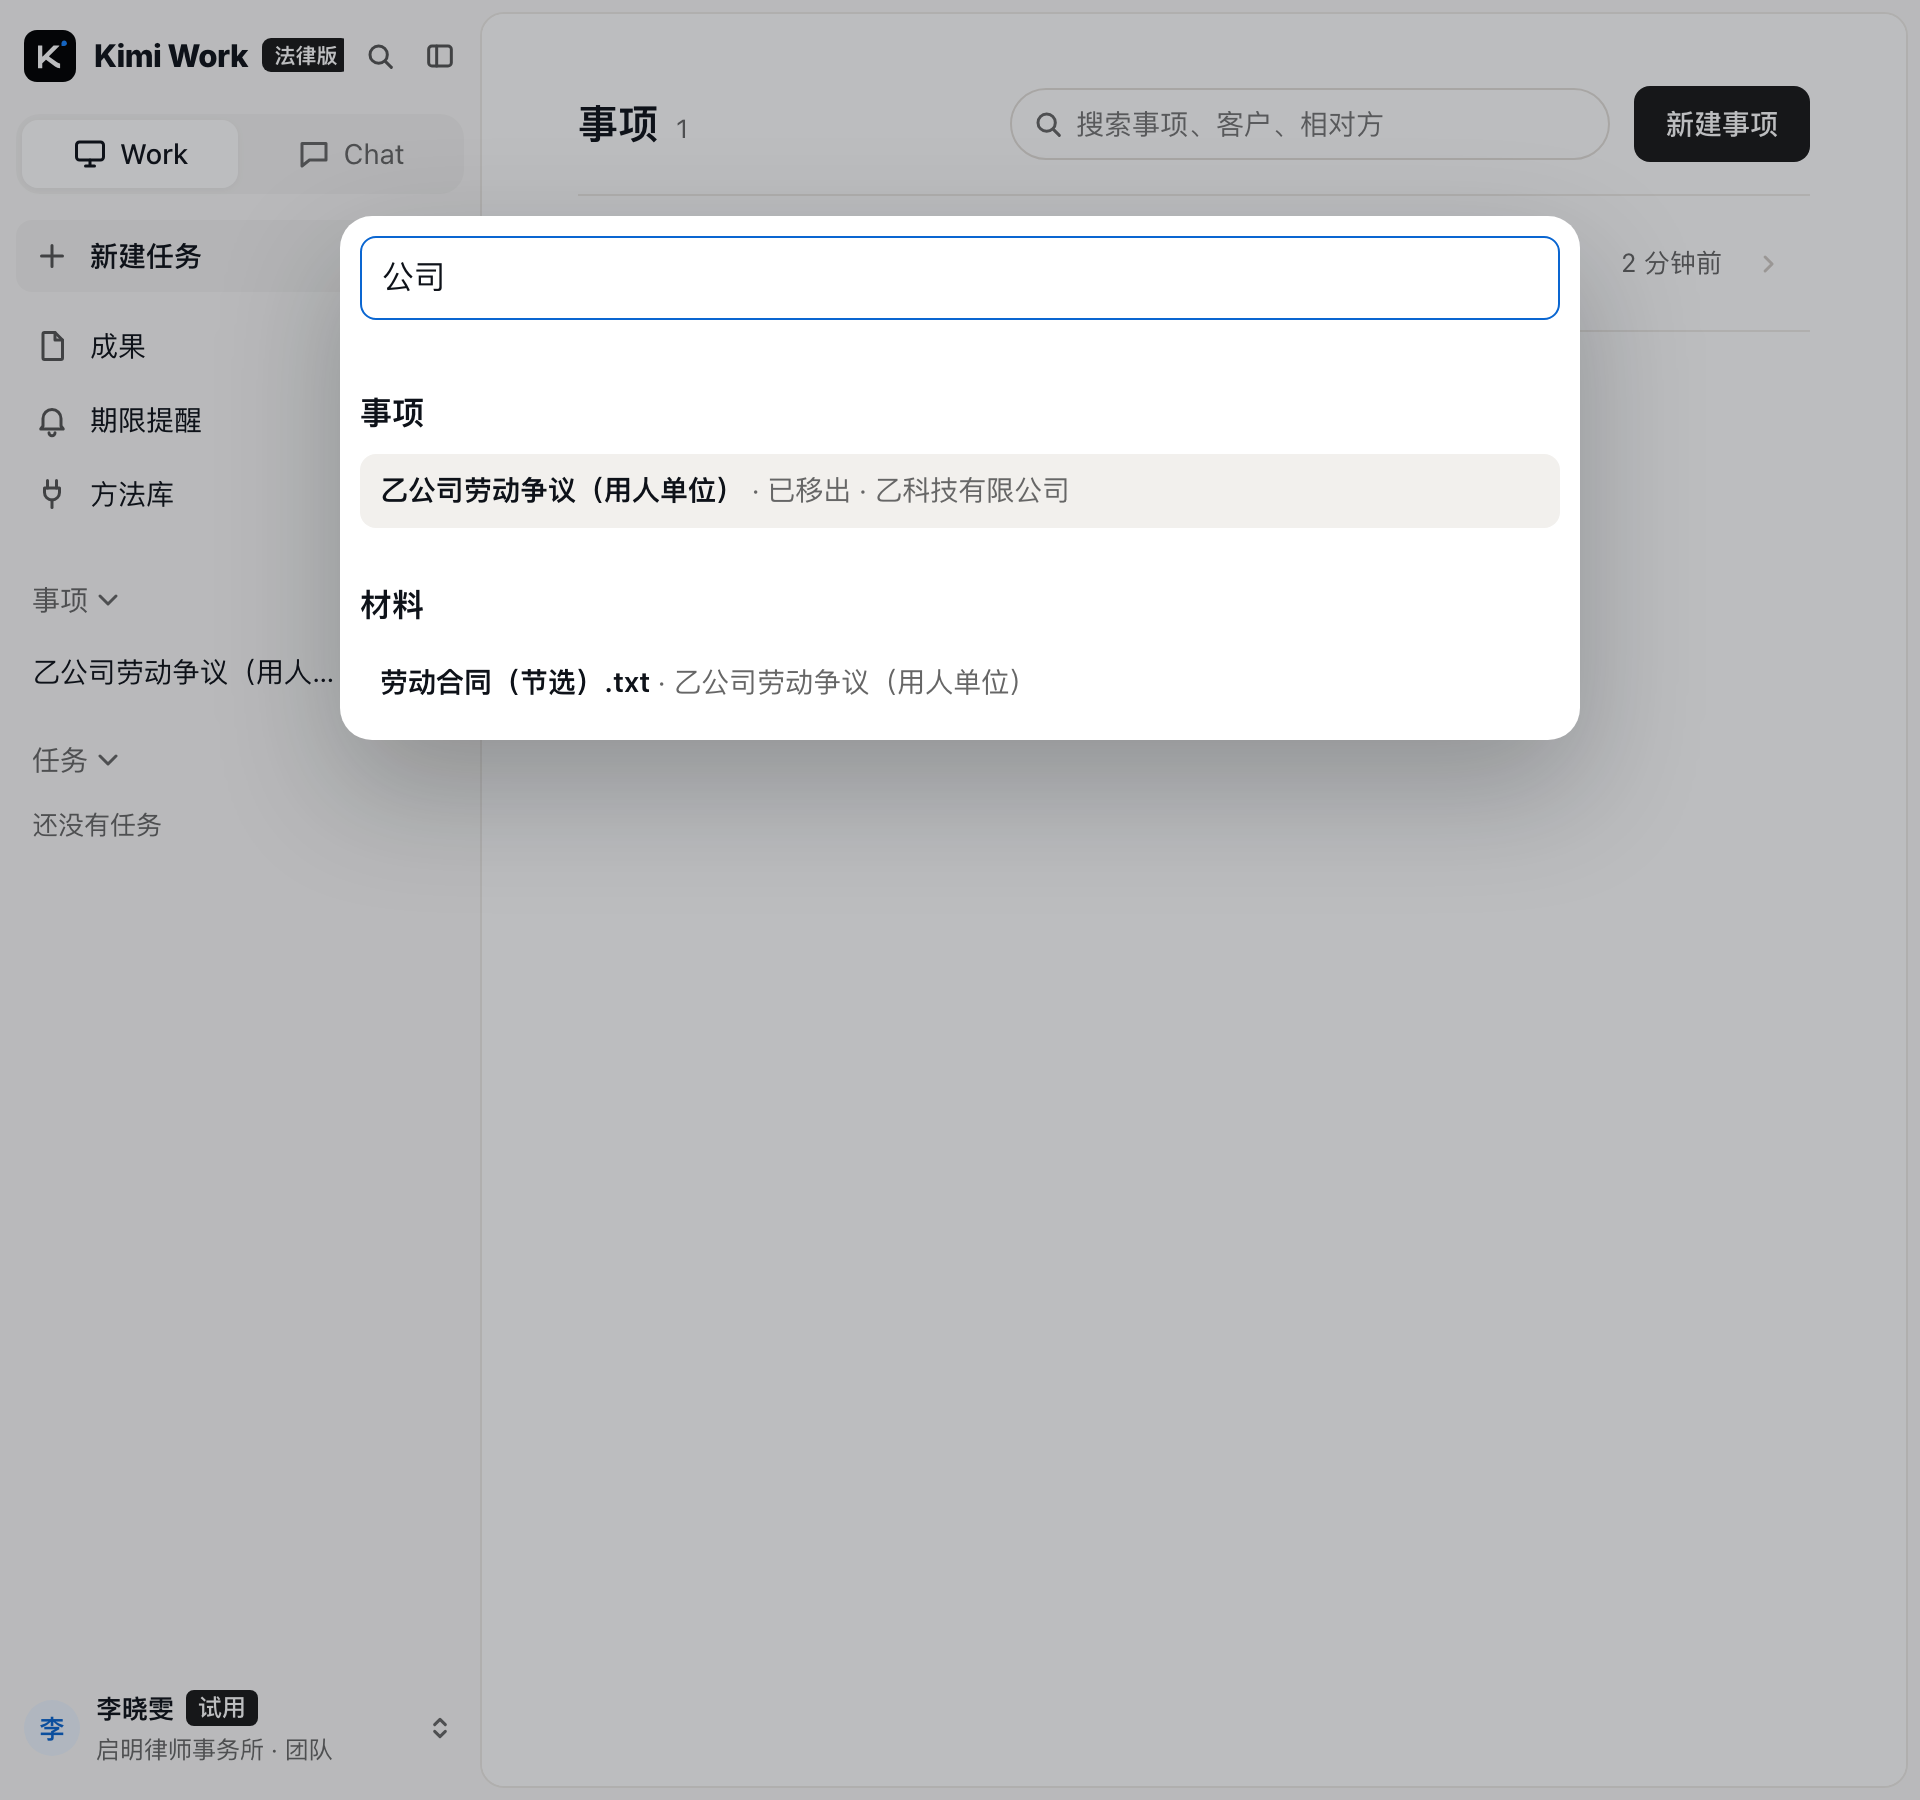 Kimi Work 法律版
Work
Chat
新建任务
成果
期限提醒
方法库
事项
乙公司劳动争议（用人...
任务
还没有任务
李晓雯 试用
李
启明律师事务所 · 团队
事项 1
搜索事项、客户、相对方
新建事项
2 分钟前
公司
事项
乙公司劳动争议（用人单位） · 已移出 · 乙科技有限公司
材料
劳动合同（节选）.txt · 乙公司劳动争议（用人单位）